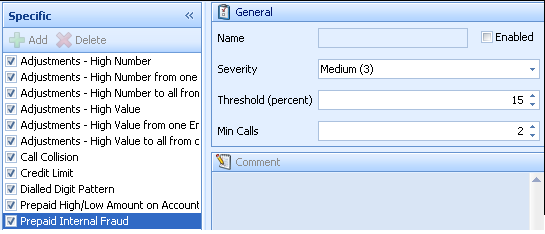 Specific
Add Delete
Adjustments - High Number
Adjustments - High Number from one
Adjustments - High Number to all from
Adjustments - High Value
Adjustments - High Value from one Er
Adjustments - High Value to all from c
Call Collision
Credit Limit
Dialled Digit Pattern
Prepaid High/Low Amount on Account
Prepaid Internal Fraud
General
Name Enabled
Severity Medium (3)
Threshold (percent) 15
Min Calls 2
Comment